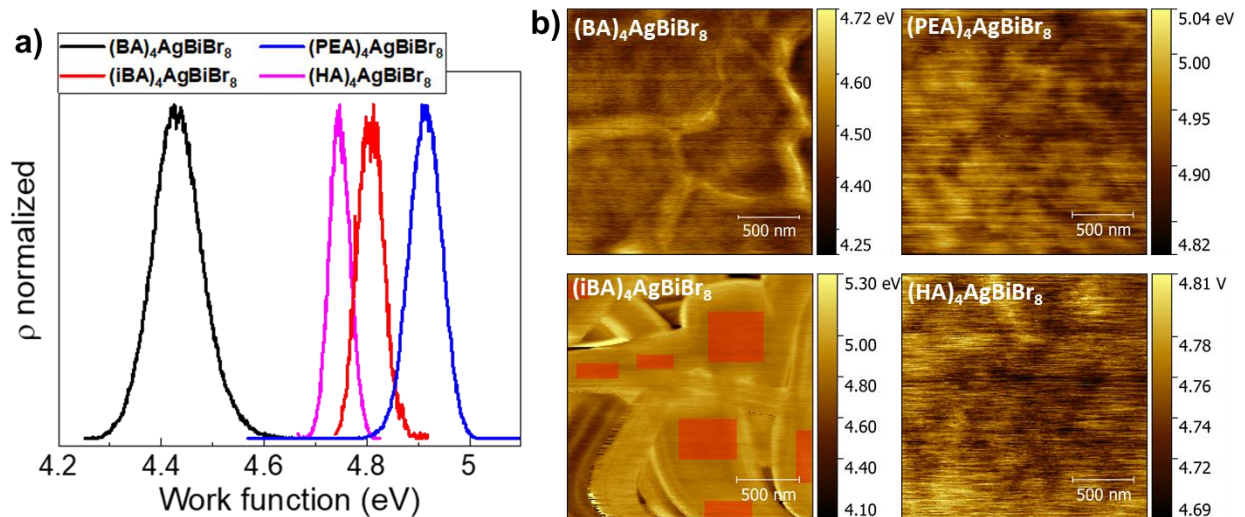 a)
(BA)₄AgBiBr₈ (PEA)₄AgBiBr₈
(iBA)₄AgBiBr₈ (HA)₄AgBiBr₈
ρ normalized
4.2 4.4 4.6 4.8 5
Work function (eV)
b)
(BA)₄AgBiBr₈
500 nm
4.72 eV
4.60
4.50
4.40
4.25
(PEA)₄AgBiBr₈
500 nm
5.04 eV
5.00
4.95
4.90
4.82
(iBA)₄AgBiBr₈
500 nm
5.30 eV
5.00
4.80
4.60
4.40
4.10
(HA)₄AgBiBr₈
500 nm
4.81 V
4.78
4.76
4.74
4.72
4.69